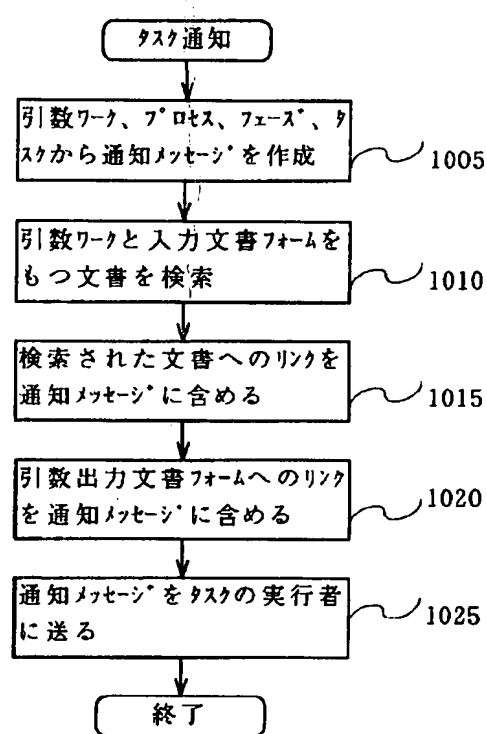 タスク通知
引数ワーク、プロセス、フェーズ、タ
スクから通知メッセージを作成
1005
引数ワークと入力文書フォームを
もつ文書を検索
1010
検索された文書へのリンクを
通知メッセージに含める
1015
引数出力文書フォームへのリンク
を通知メッセージに含める
1020
通知メッセージをタスクの実行者
に送る
1025
終了